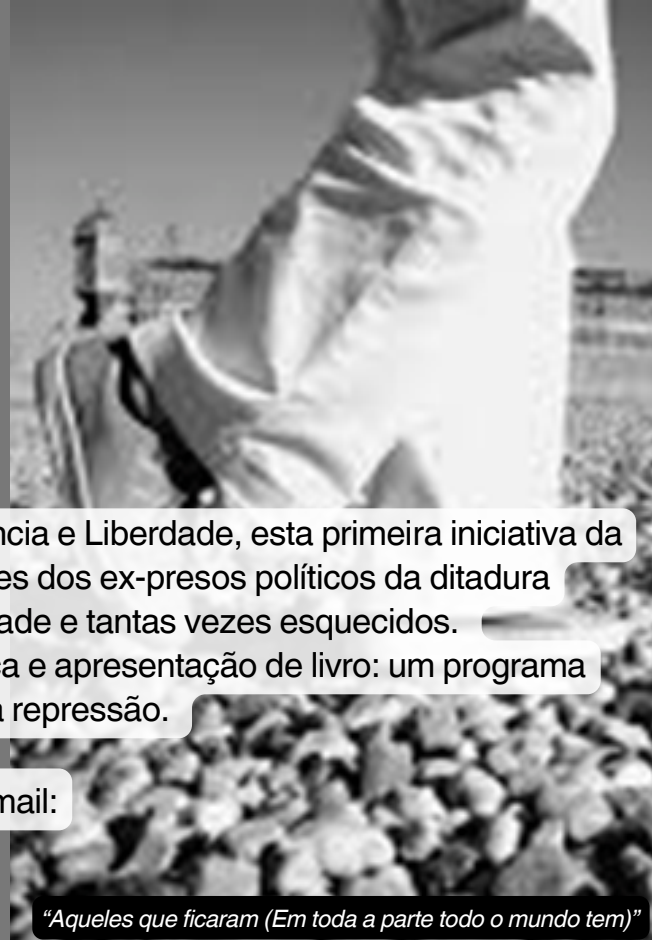 ncia e Liberdade, esta primeira iniciativa da
es dos ex-presos políticos da ditadura
ade e tantas vezes esquecidos.
a e apresentação de livro: um programa
a repressão.
mail:
“Aqueles que ficaram (Em toda a parte todo o mundo tem)”